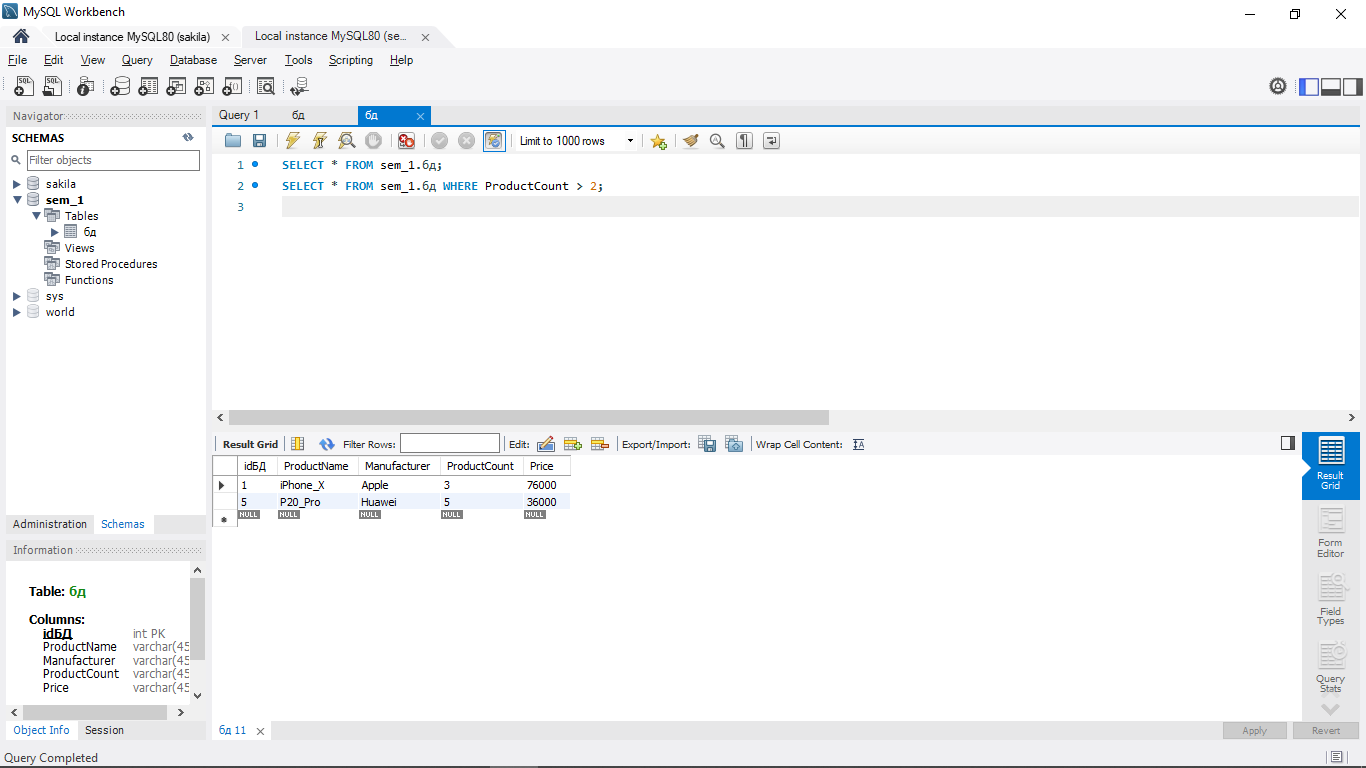 MySQL Workbench
Local instance MySQL80 (sakila)
Local instance MySQL80 (se...
File Edit View Query Database Server Tools Scripting Help
Navigator
SCHEMAS
Filter objects
sakila
sem_1
Tables
бд
Views
Stored Procedures
Functions
sys
world
Administration Schemas
Information
Table: бд
Columns:
idБД int PK
ProductName varchar(45
Manufacturer varchar(45
ProductCount varchar(45
Price varchar(45
Object Info Session
Query 1 бд бд
Limit to 1000 rows
1 SELECT * FROM sem_1.бд;
2 SELECT * FROM sem_1.бд WHERE ProductCount > 2;
3
Result Grid Filter Rows: Edit: Export/Import: Wrap Cell Content:
idБД ProductName Manufacturer ProductCount Price
1 iPhone_X Apple 3 76000
5 P20_Pro Huawei 5 36000
NULL NULL NULL NULL NULL
Result
Grid
Form
Editor
Field
Types
Query
Stats
бд 11
Apply Revert
Query Completed